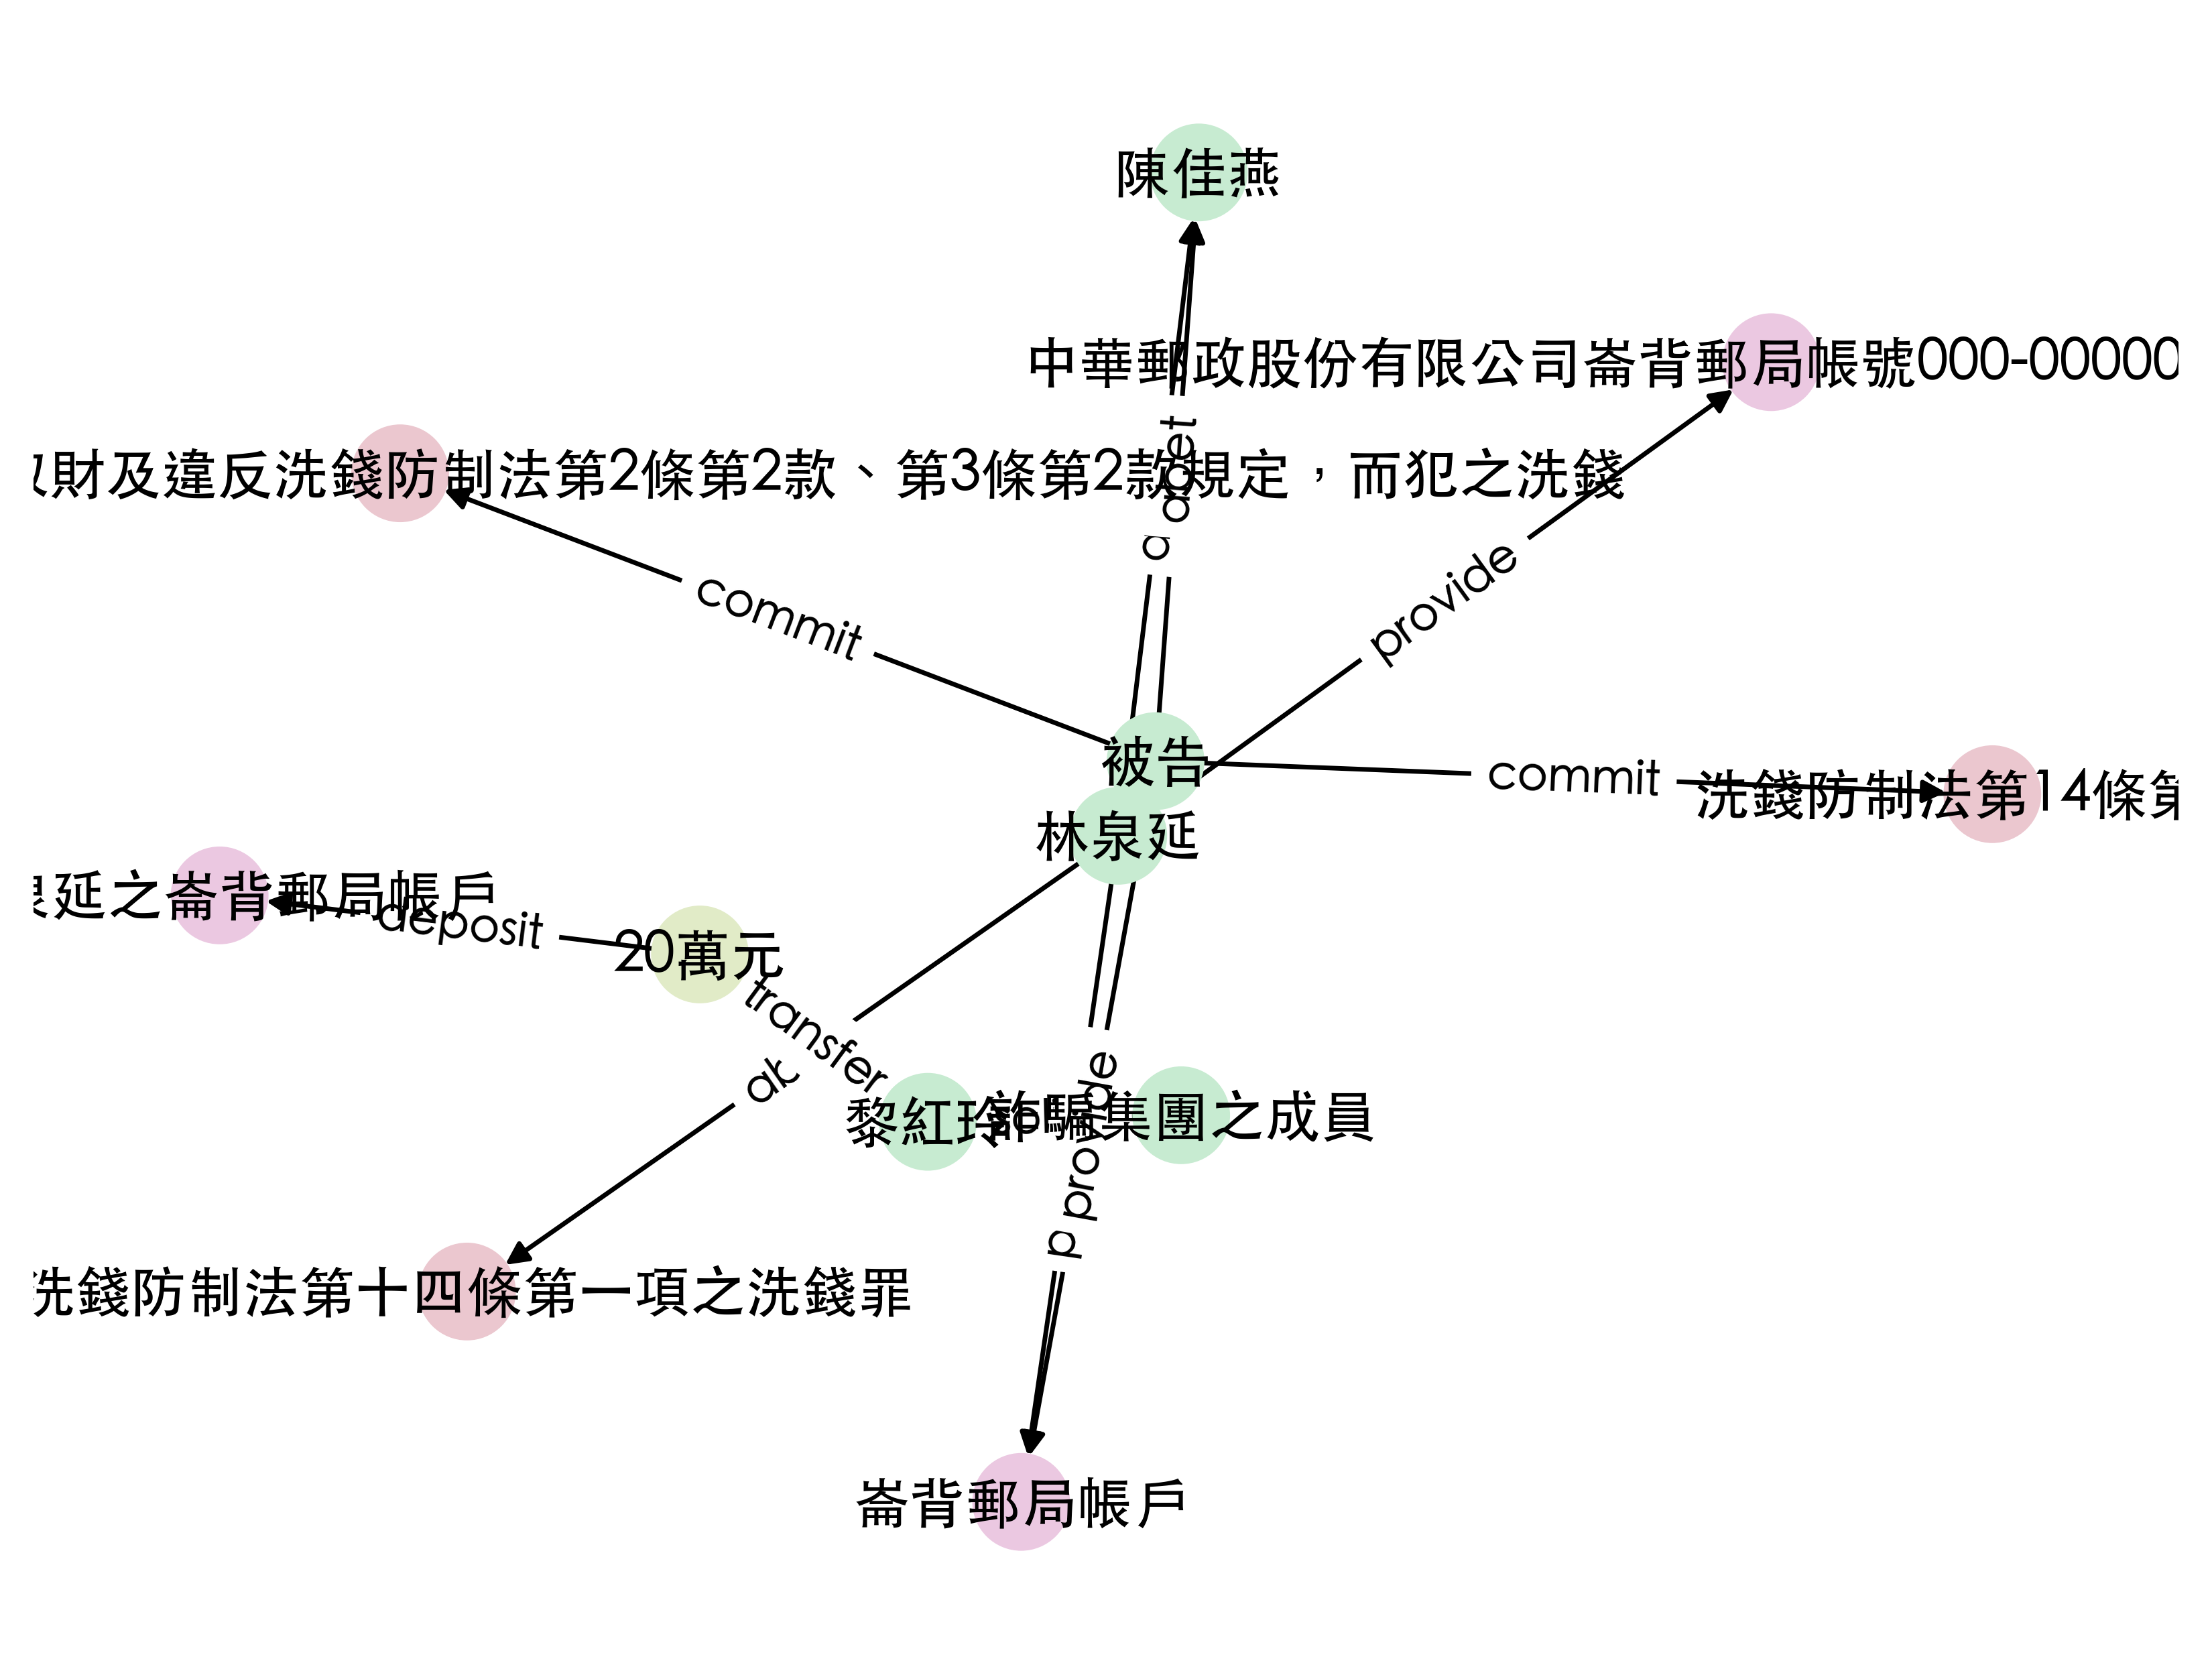 陳佳燕
中華郵政股份有限公司崙背郵局帳號000-00000
財及違反洗錢防制法第2條第2款、第3條第2款規定,而犯之洗錢
provide
commit
被告
commit
洗錢防制法第14條第
林泉延
延之崙背郵局帳戶
deposit
20萬元
transfer
黎紅
詐騙集團之成員
provide
洗錢防制法第十四條第一項之洗錢罪
崙背郵局帳戶